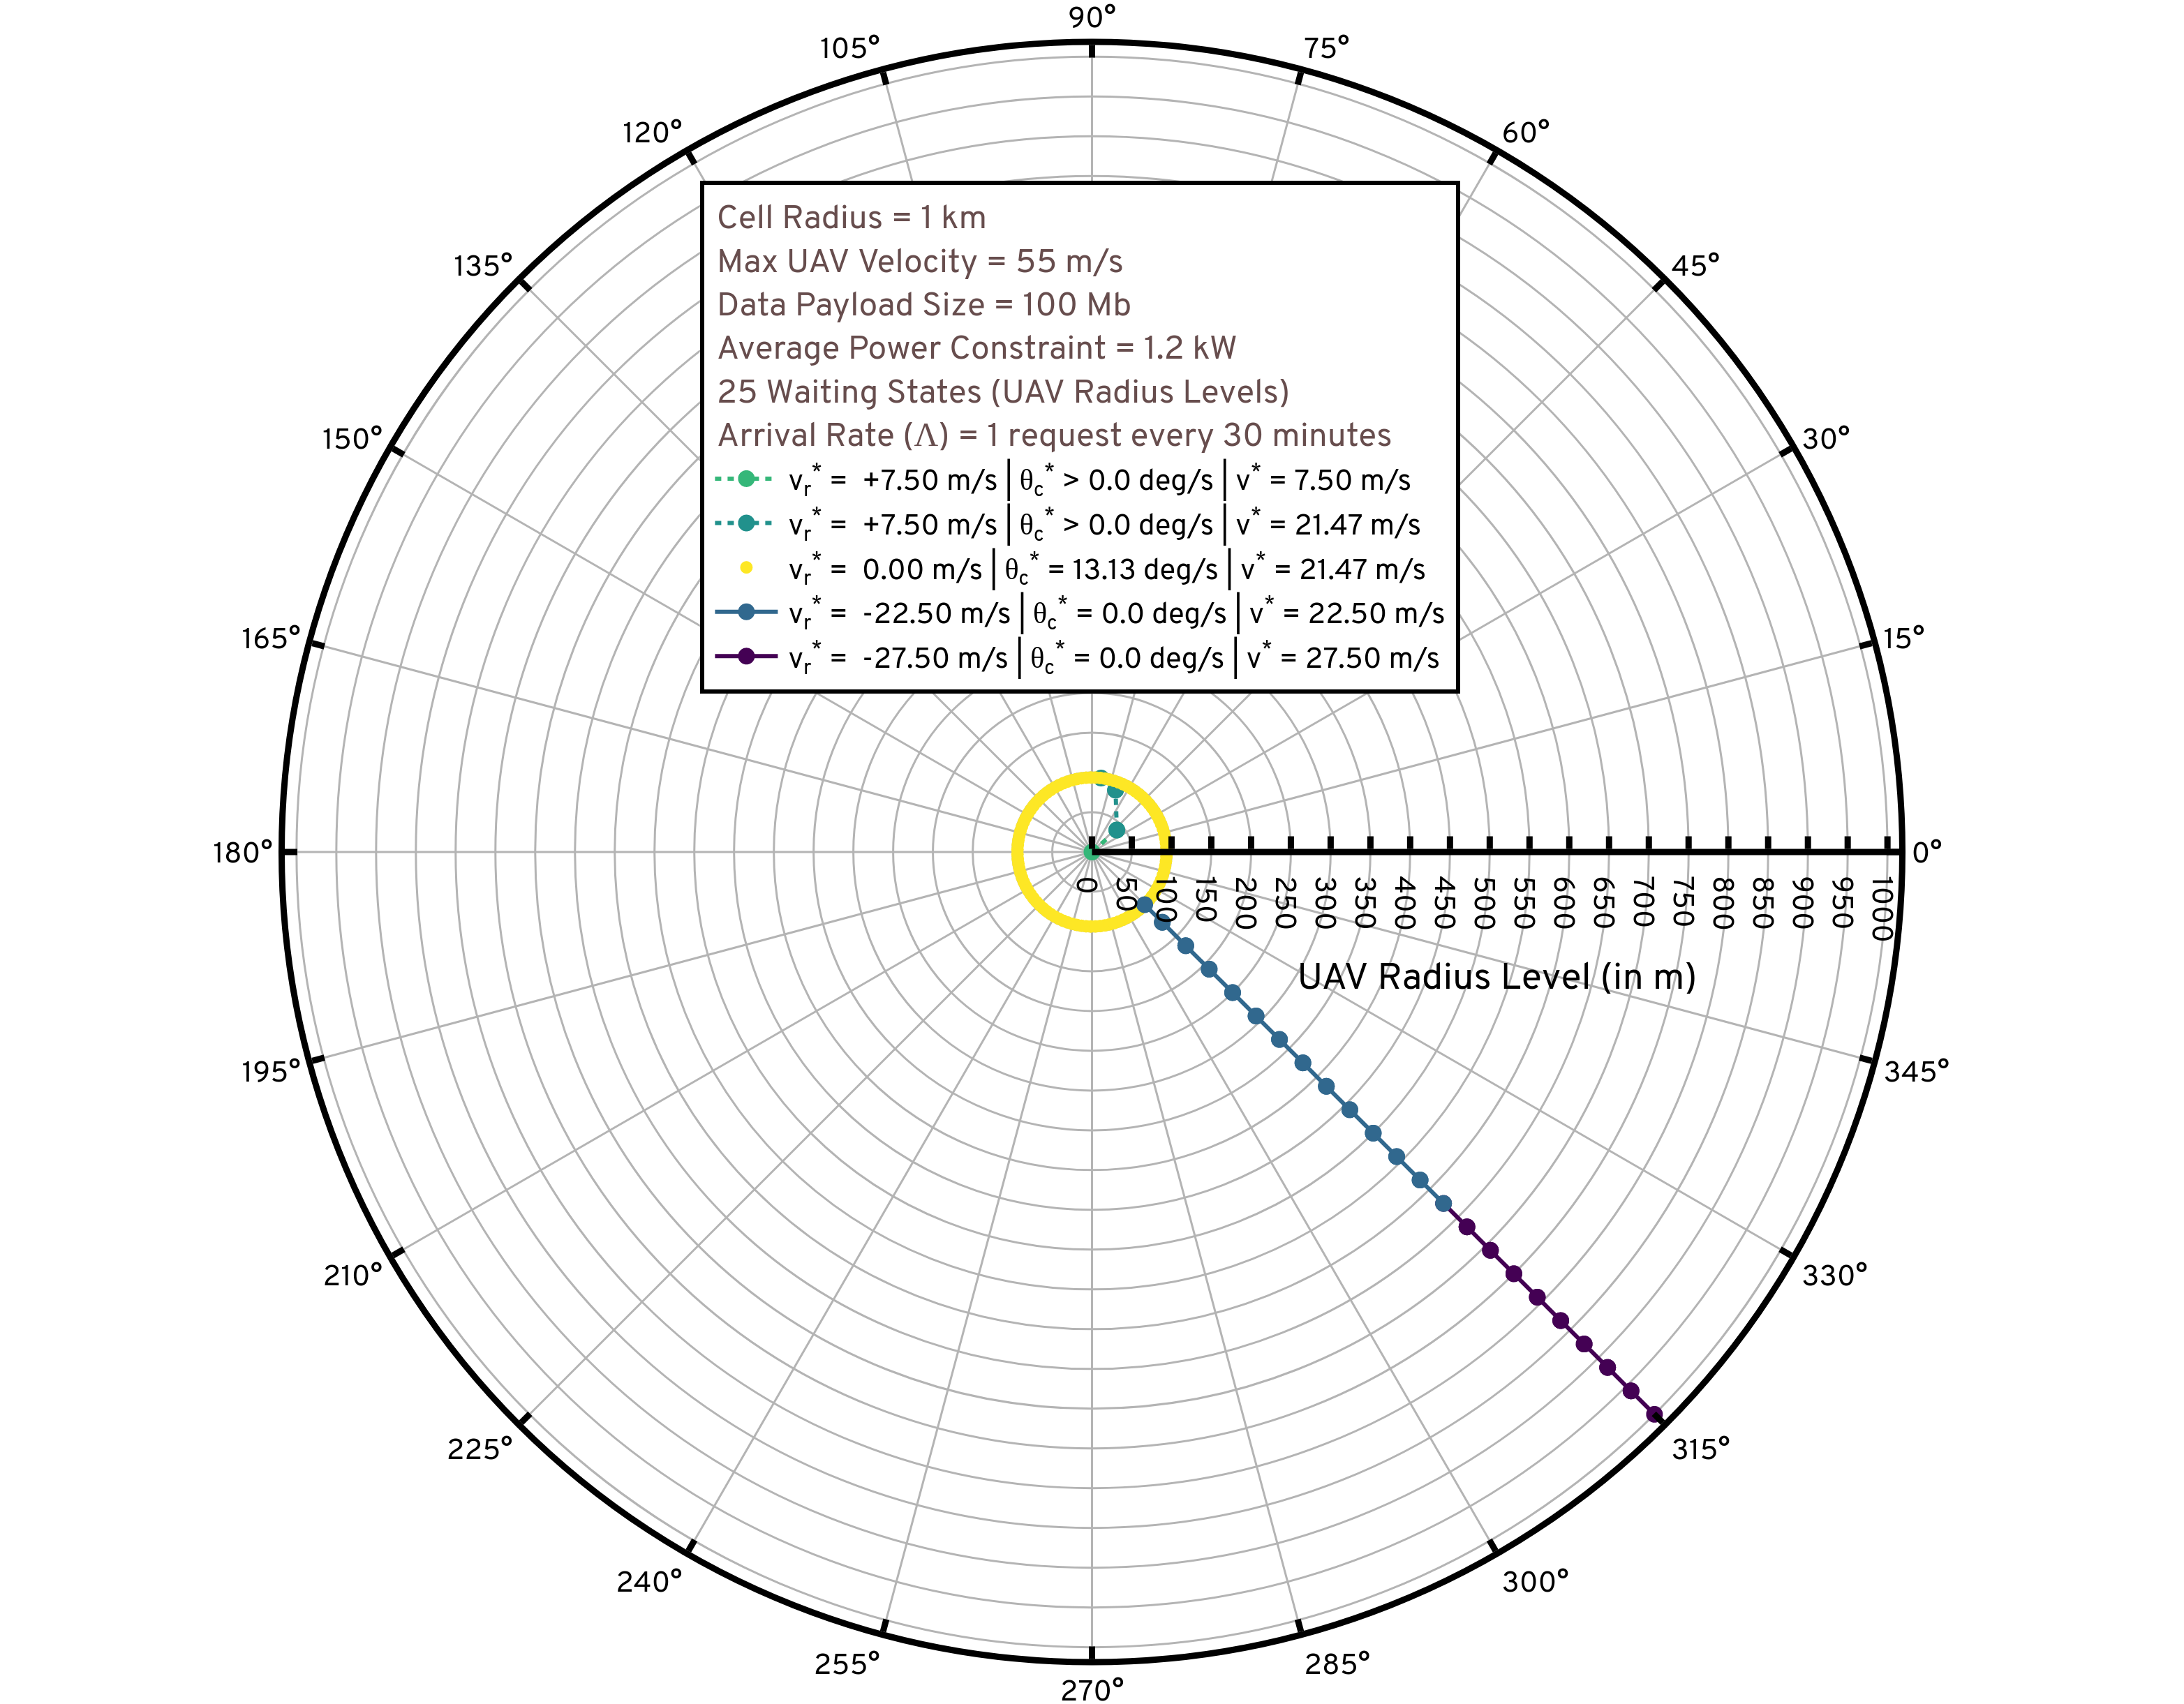 90°
105°
75°
120°
60°
135°
45°
150°
30°
165°
15°
180°
0°
195°
345°
210°
330°
225°
315°
240°
300°
255°
285°
270°
Cell Radius = 1 km
Max UAV Velocity = 55 m/s
Data Payload Size = 100 Mb
Average Power Constraint = 1.2 kW
25 Waiting States (UAV Radius Levels)
Arrival Rate (Λ) = 1 request every 30 minutes
v_r^* = +7.50 m/s | θ_c^* > 0.0 deg/s | v^* = 7.50 m/s
v_r^* = +7.50 m/s | θ_c^* > 0.0 deg/s | v^* = 21.47 m/s
v_r^* = 0.00 m/s | θ_c^* = 13.13 deg/s | v^* = 21.47 m/s
v_r^* = -22.50 m/s | θ_c^* = 0.0 deg/s | v^* = 22.50 m/s
v_r^* = -27.50 m/s | θ_c^* = 0.0 deg/s | v^* = 27.50 m/s
0 50 100 150 200 250 300 350 400 450 500 550 600 650 700 750 800 850 900 950 1000
UAV Radius Level (in m)